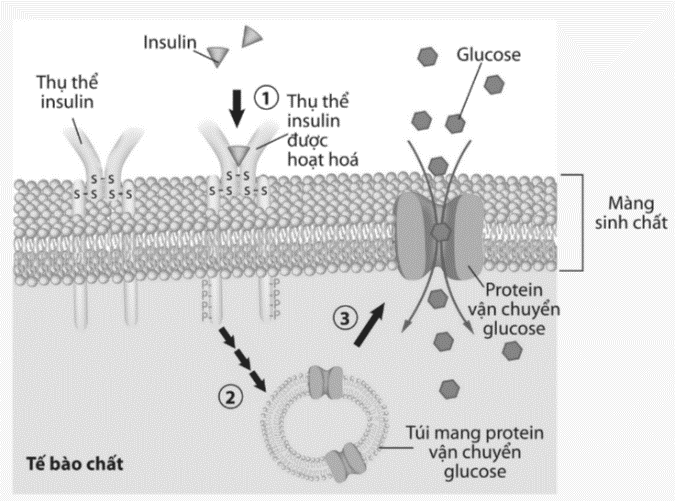 Insulin
Glucose
Thụ thể
insulin
1
Thụ thể
insulin
được
hoạt hoá
S-S
S-S
S-S
S-S
S-S
S-S
Màng
sinh chất
P
P
P
P
P
P
P
P
Protein
vận chuyển
glucose
3
2
Túi mang protein
vận chuyển
glucose
Tế bào chất